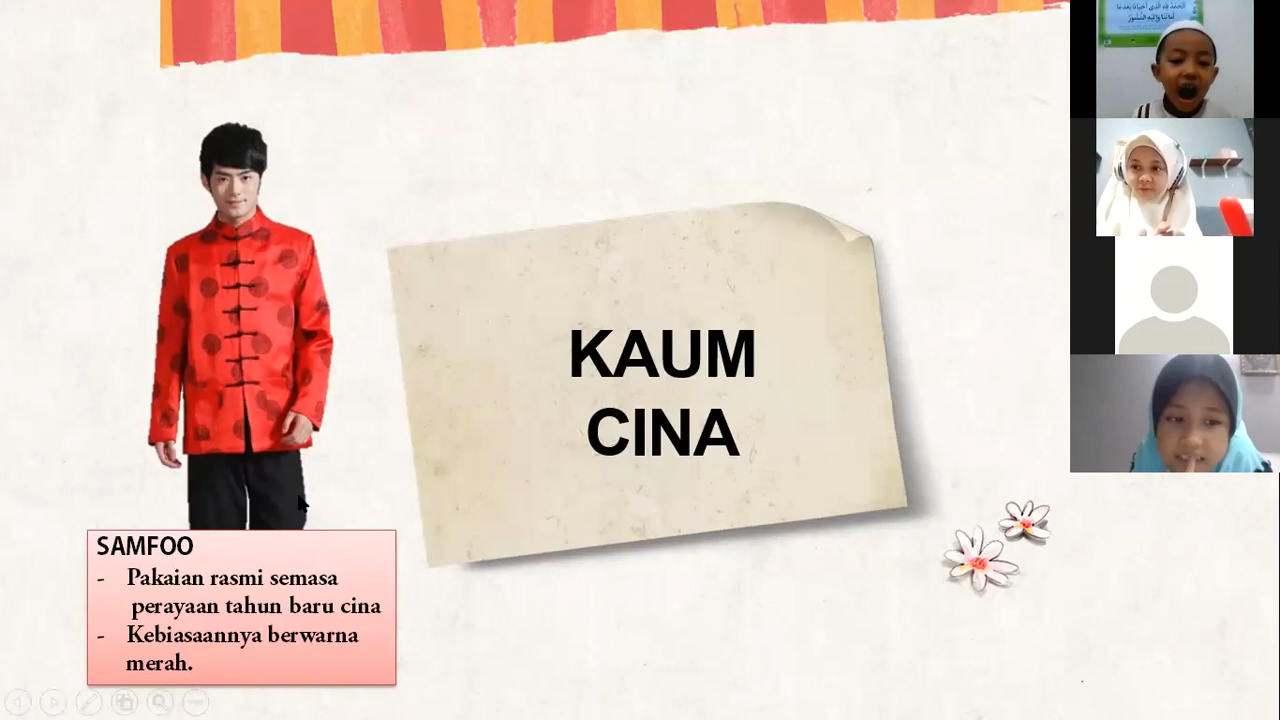 KAUM
CINA
SAMFOO
- Pakaian rasmi semasa
perayaan tahun baru cina
- Kebiasaannya berwarna
merah.